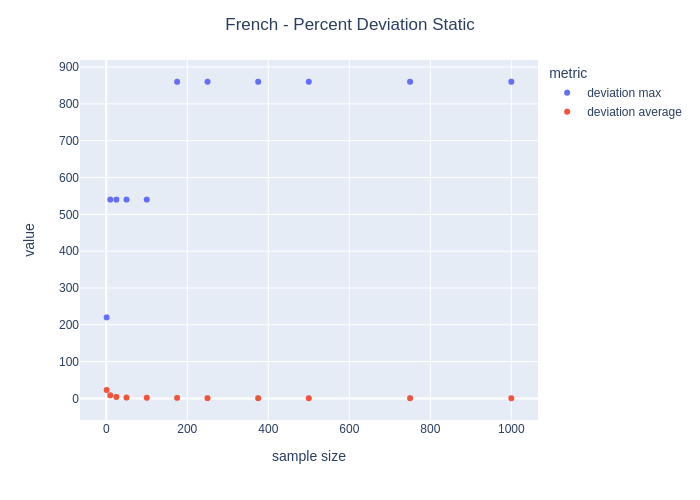 French - Percent Deviation Static
metric
deviation max
deviation average
value
900
800
700
600
500
400
300
200
100
0
0
200
400
600
800
1000
sample size